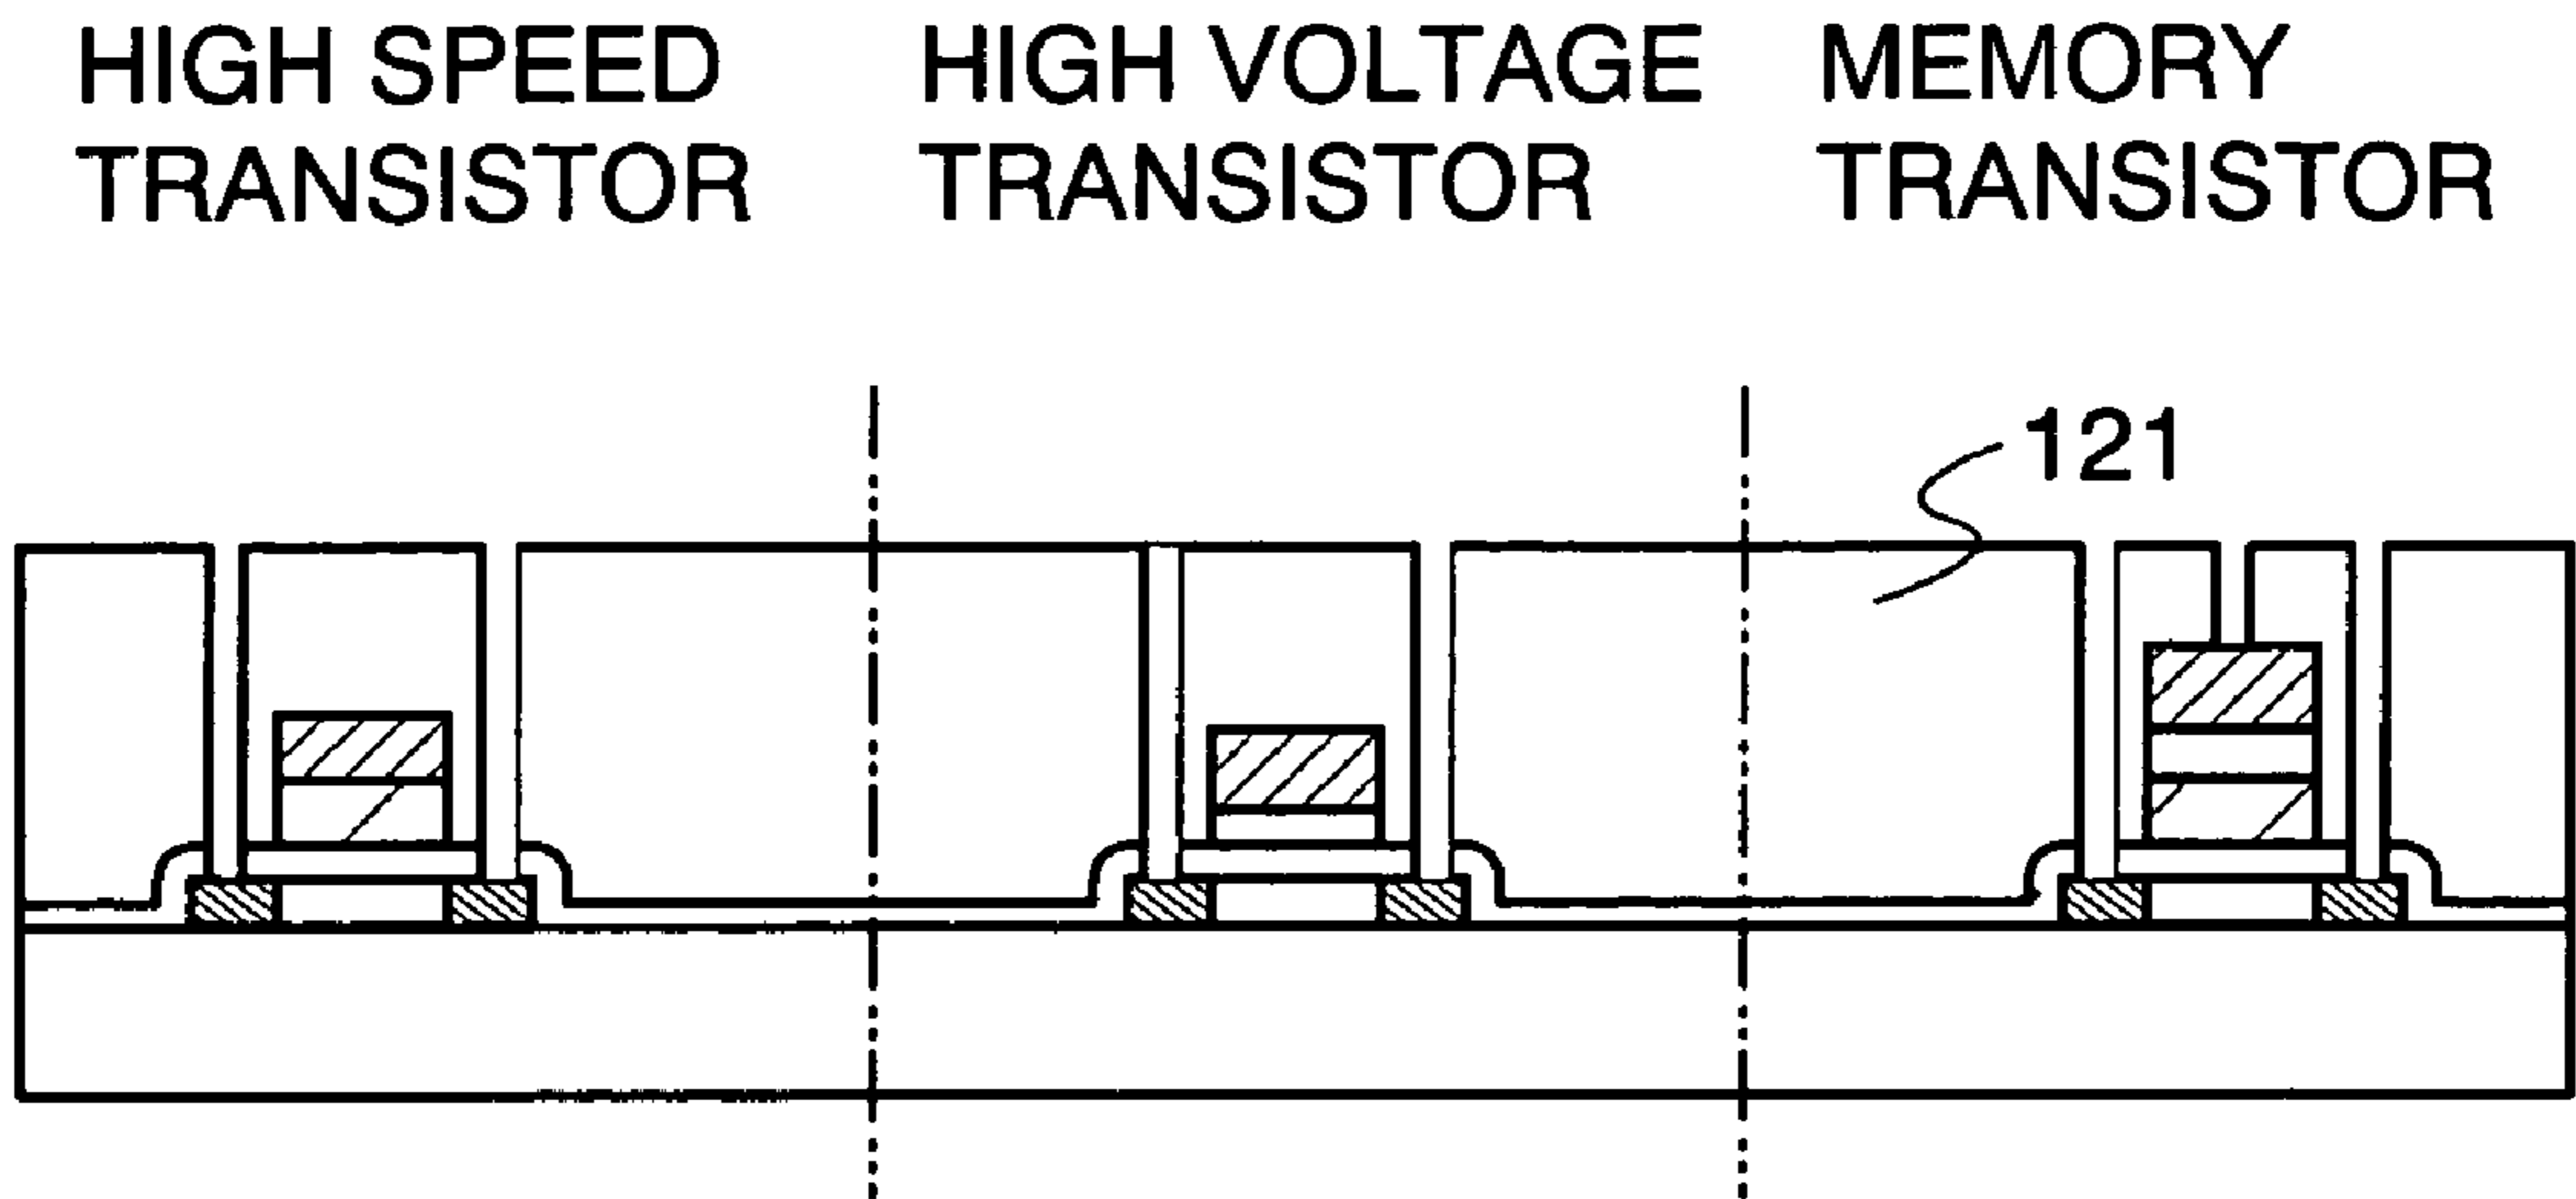 HIGH SPEED
TRANSISTOR
HIGH VOLTAGE
TRANSISTOR
MEMORY
TRANSISTOR
121